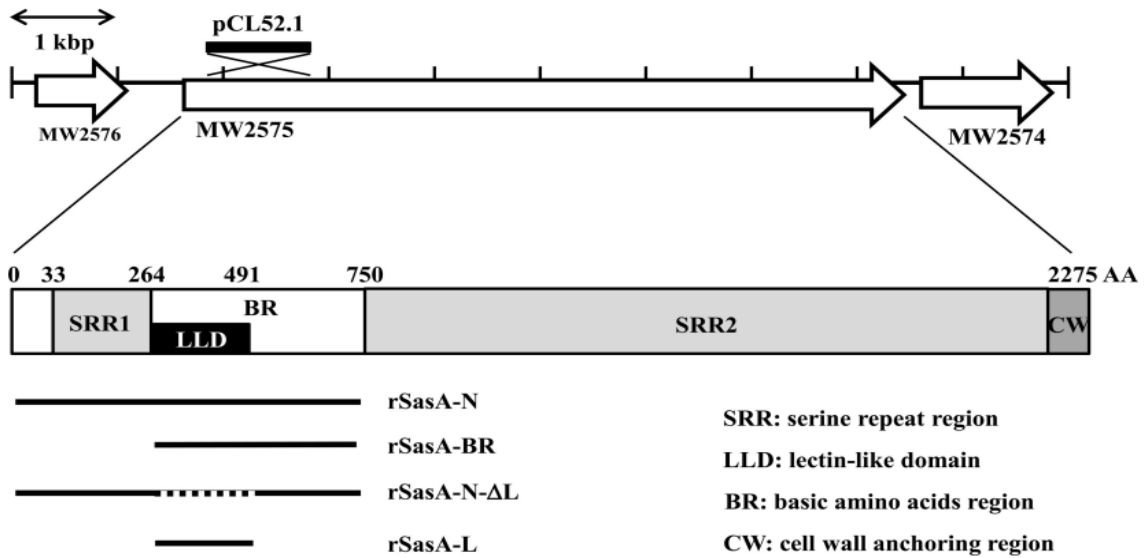 pCL52.1
1 kbp
MW2576
MW2575
MW2574
0 33 264 491 750 2275 AA
SRR1
BR
LLD
SRR2
CW
rSasA-N
rSasA-BR
rSasA-N-ΔL
rSasA-L
SRR: serine repeat region
LLD: lectin-like domain
BR: basic amino acids region
CW: cell wall anchoring region